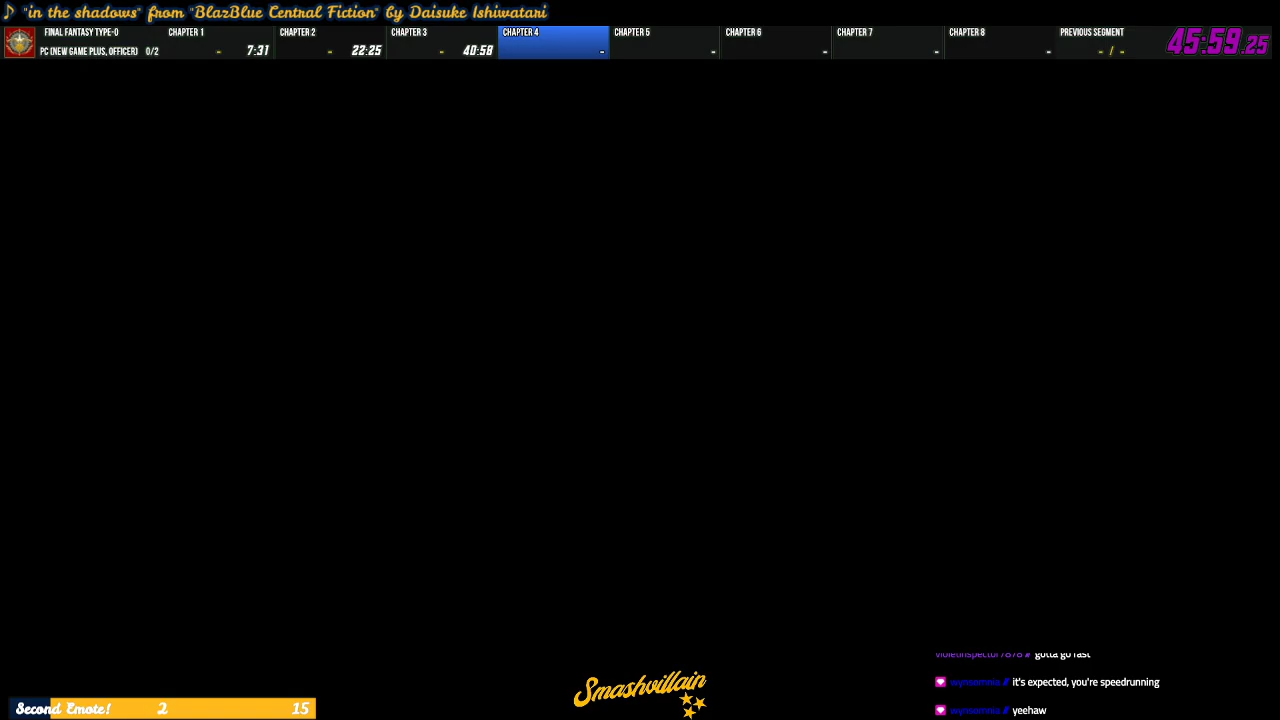 ♪ "in the shadows" from "BlazBlue Central Fiction" by Daisuke Ishiwatari
FINAL FANTASY TYPE-0
PC (NEW GAME PLUS, OFFICER) 0/2
CHAPTER 1
- 7:31
CHAPTER 2
- 22:25
CHAPTER 3
- 40:58
CHAPTER 4
-
CHAPTER 5
-
CHAPTER 6
-
CHAPTER 7
-
CHAPTER 8
-
PREVIOUS SEGMENT
- / -
45:59.25
violetinspector7878 // gotta go fast
wynsomnia // it's expected, you're speedrunning
wynsomnia // yeehaw
Smashvillain
Second Emote! 2 15